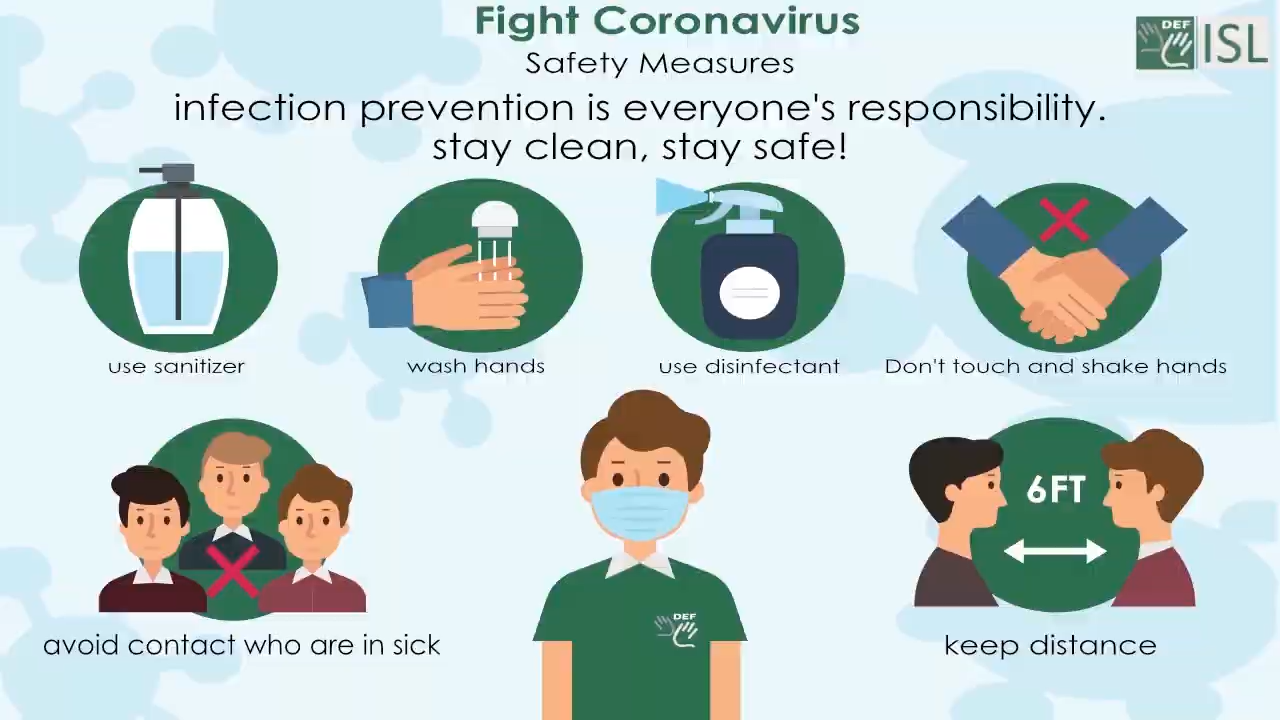 Fight Coronavirus
DEF
ISL
Safety Measures
infection prevention is everyone's responsibility.
stay clean, stay safe!
use sanitizer
wash hands
use disinfectant
Don't touch and shake hands
6FT
DEF
avoid contact who are in sick
keep distance